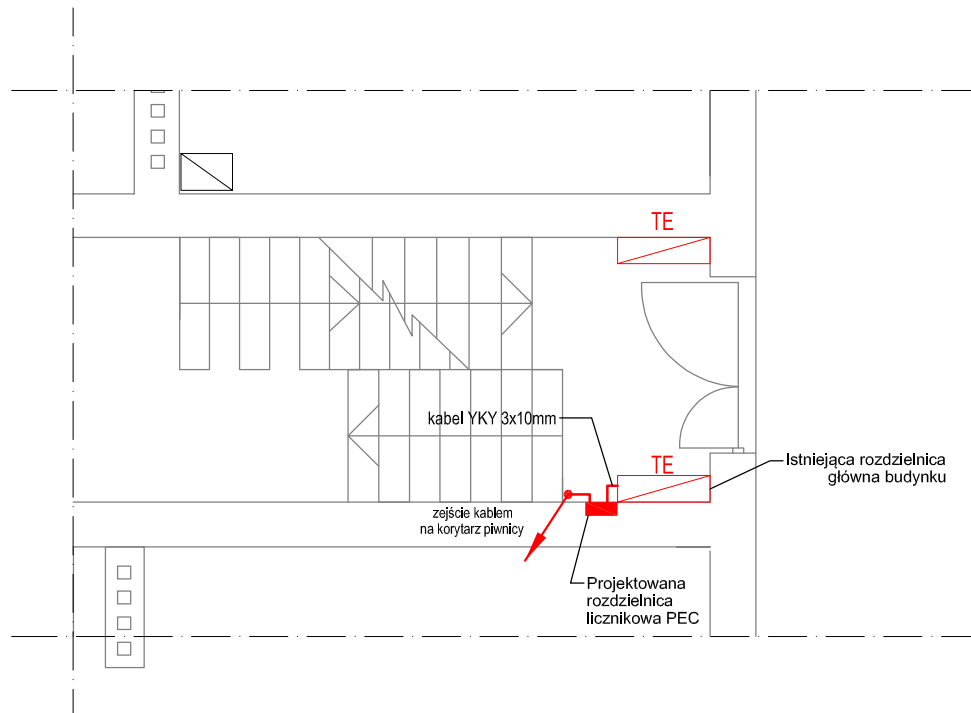 TE
kabel YKY 3x10mm
TE
Istniejąca rozdzielnica
główna budynku
zejście kablem
na korytarz piwnicy
Projektowana
rozdzielnica
licznikowa PEC